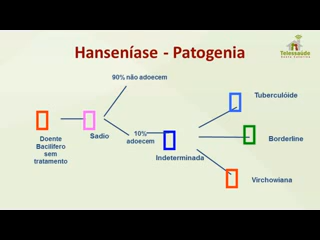 Hanseníase - Patogenia
Telessaúde
90% não adoecem
Tuberculóide
Doente
Bacilífero
sem
tratamento
Sadio
10%
adoecem
Indeterminada
Borderline
Virchowiana